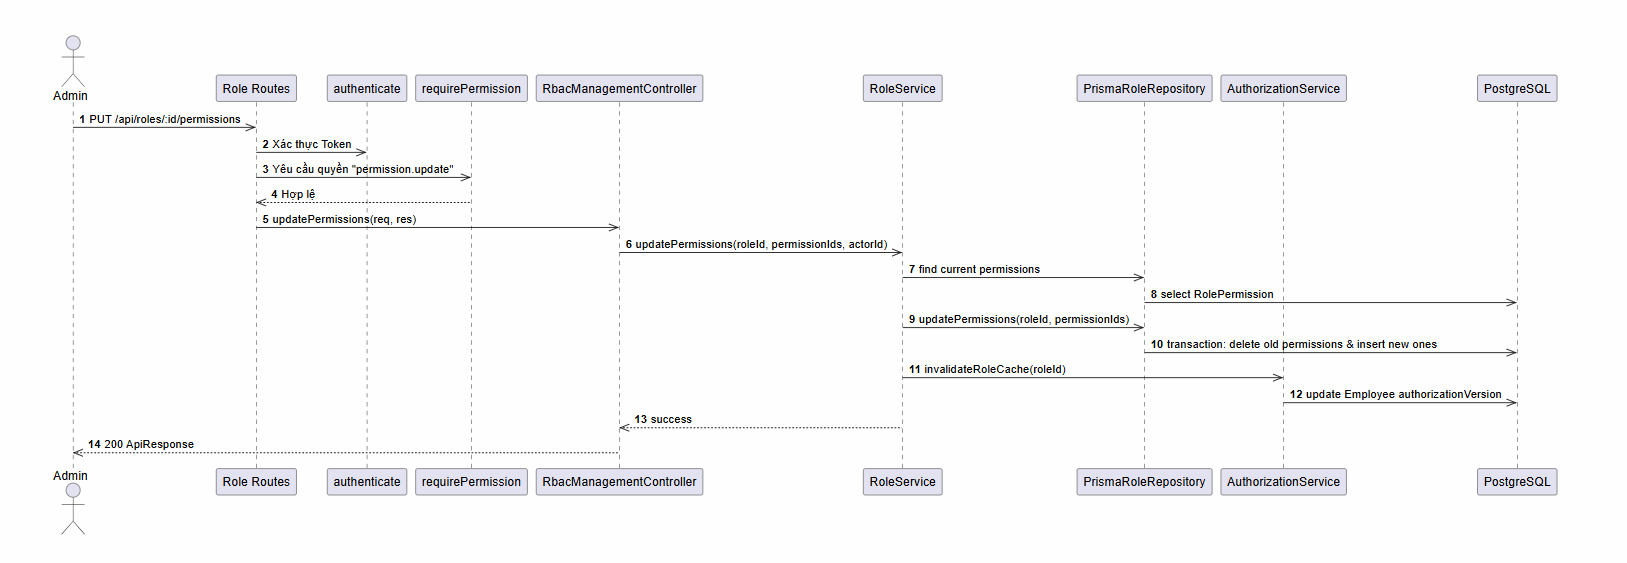 Admin
Role Routes
authenticate
requirePermission
RbacManagementController
RoleService
PrismaRoleRepository
AuthorizationService
PostgreSQL
1 PUT /api/roles/:id/permissions
2 Xác thực Token
3 Yêu cầu quyền "permission.update"
4 Hợp lệ
5 updatePermissions(req, res)
6 updatePermissions(roleId, permissionIds, actorId)
7 find current permissions
8 select RolePermission
9 updatePermissions(roleId, permissionIds)
10 transaction: delete old permissions & insert new ones
11 invalidateRoleCache(roleId)
12 update Employee authorizationVersion
13 success
14 200 ApiResponse
Admin
Role Routes
authenticate
requirePermission
RbacManagementController
RoleService
PrismaRoleRepository
AuthorizationService
PostgreSQL